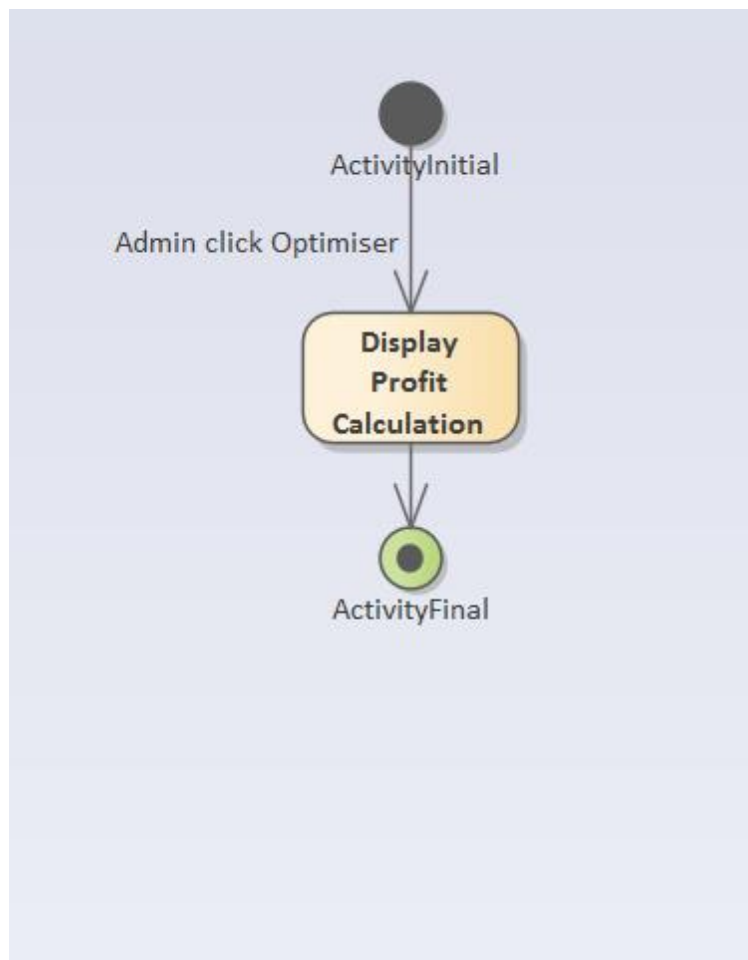 ActivityInitial
Admin click Optimiser
Display
Profit
Calculation
ActivityFinal